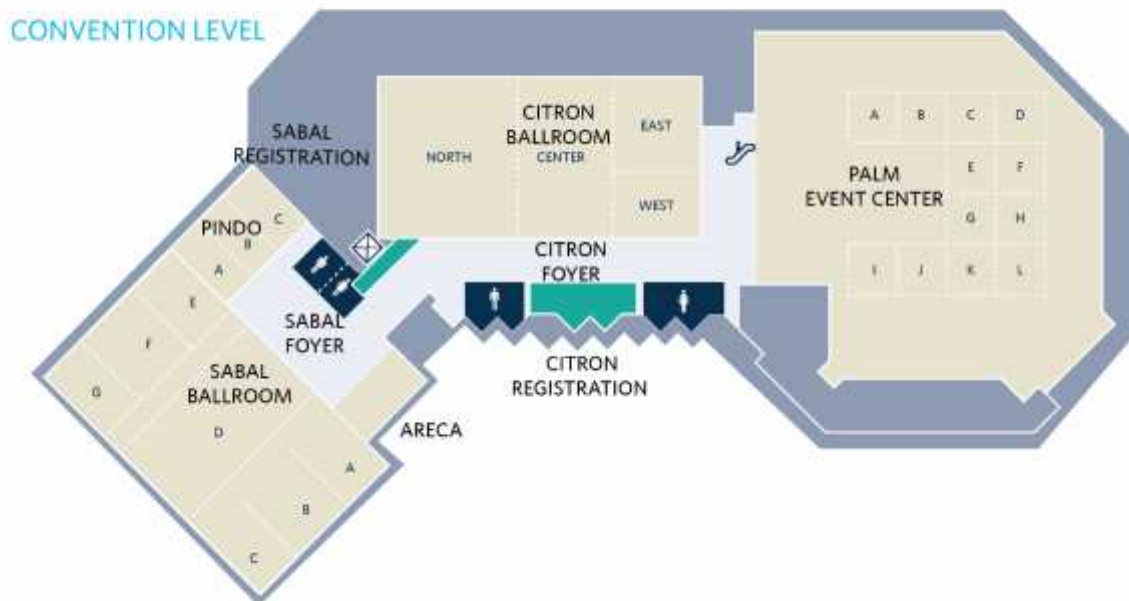 CONVENTION LEVEL
SABAL
REGISTRATION
NORTH
CITRON
BALLROOM
CENTER
EAST
WEST
A B C D
PALM
EVENT CENTER
E F
G H
I J K L
PINDO
A B C
CITRON
FOYER
SABAL
FOYER
CITRON
REGISTRATION
ARECA
SABAL
BALLROOM
E
F
G
D
A
B
C